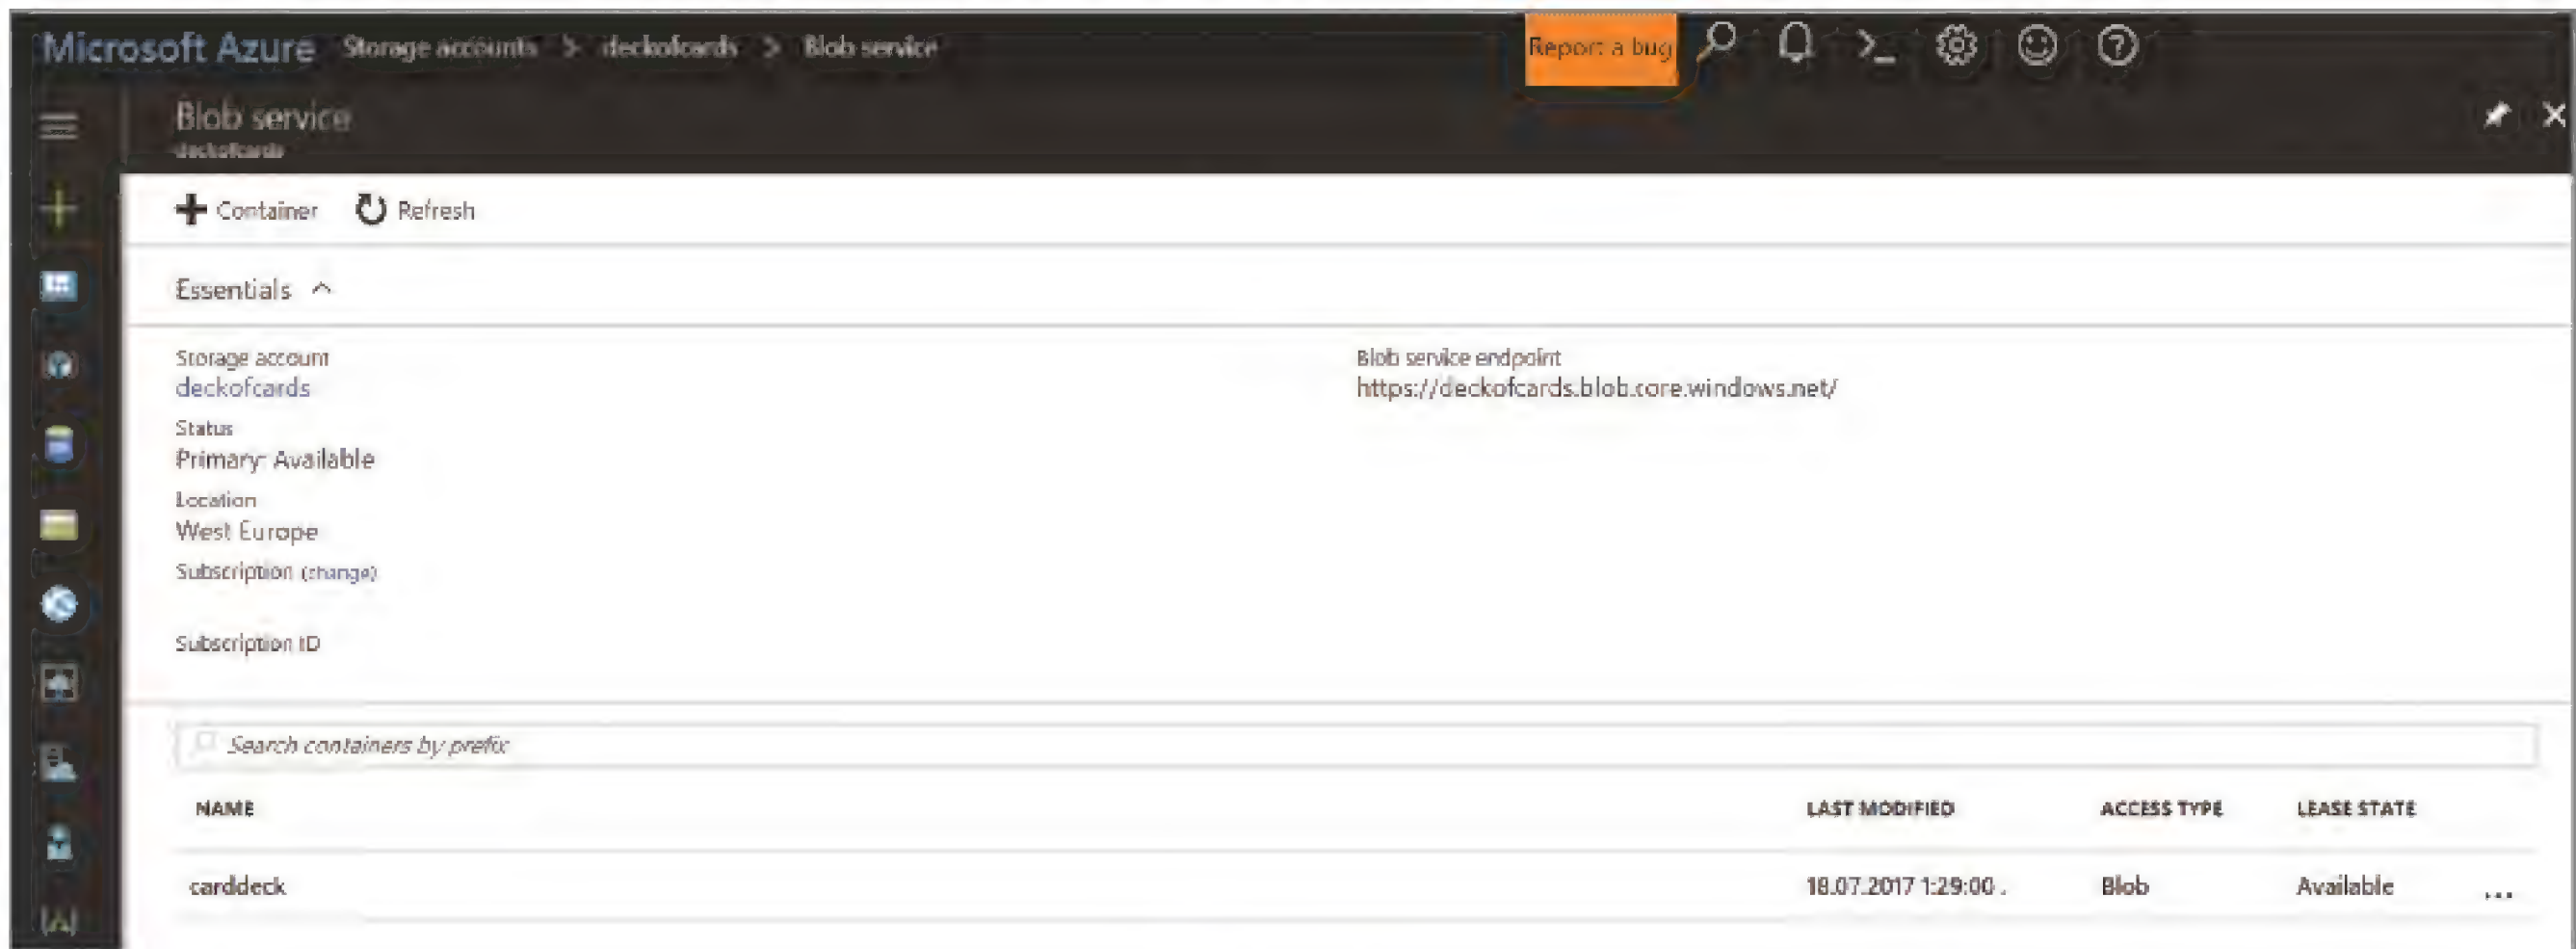 Microsoft Azure Storage accounts > deckofcards > Blob service Report a bug
Blob service
deckofcards
Container Refresh
Essentials
Storage account
deckofcards
Blob service endpoint
https://deckofcards.blob.core.windows.net/
Status
Primary: Available
Location
West Europe
Subscription (change)
Subscription ID
Search containers by prefix
NAME LAST MODIFIED ACCESS TYPE LEASE STATE
carddeck 18.07.2017 1:29:00 . Blob Available ...